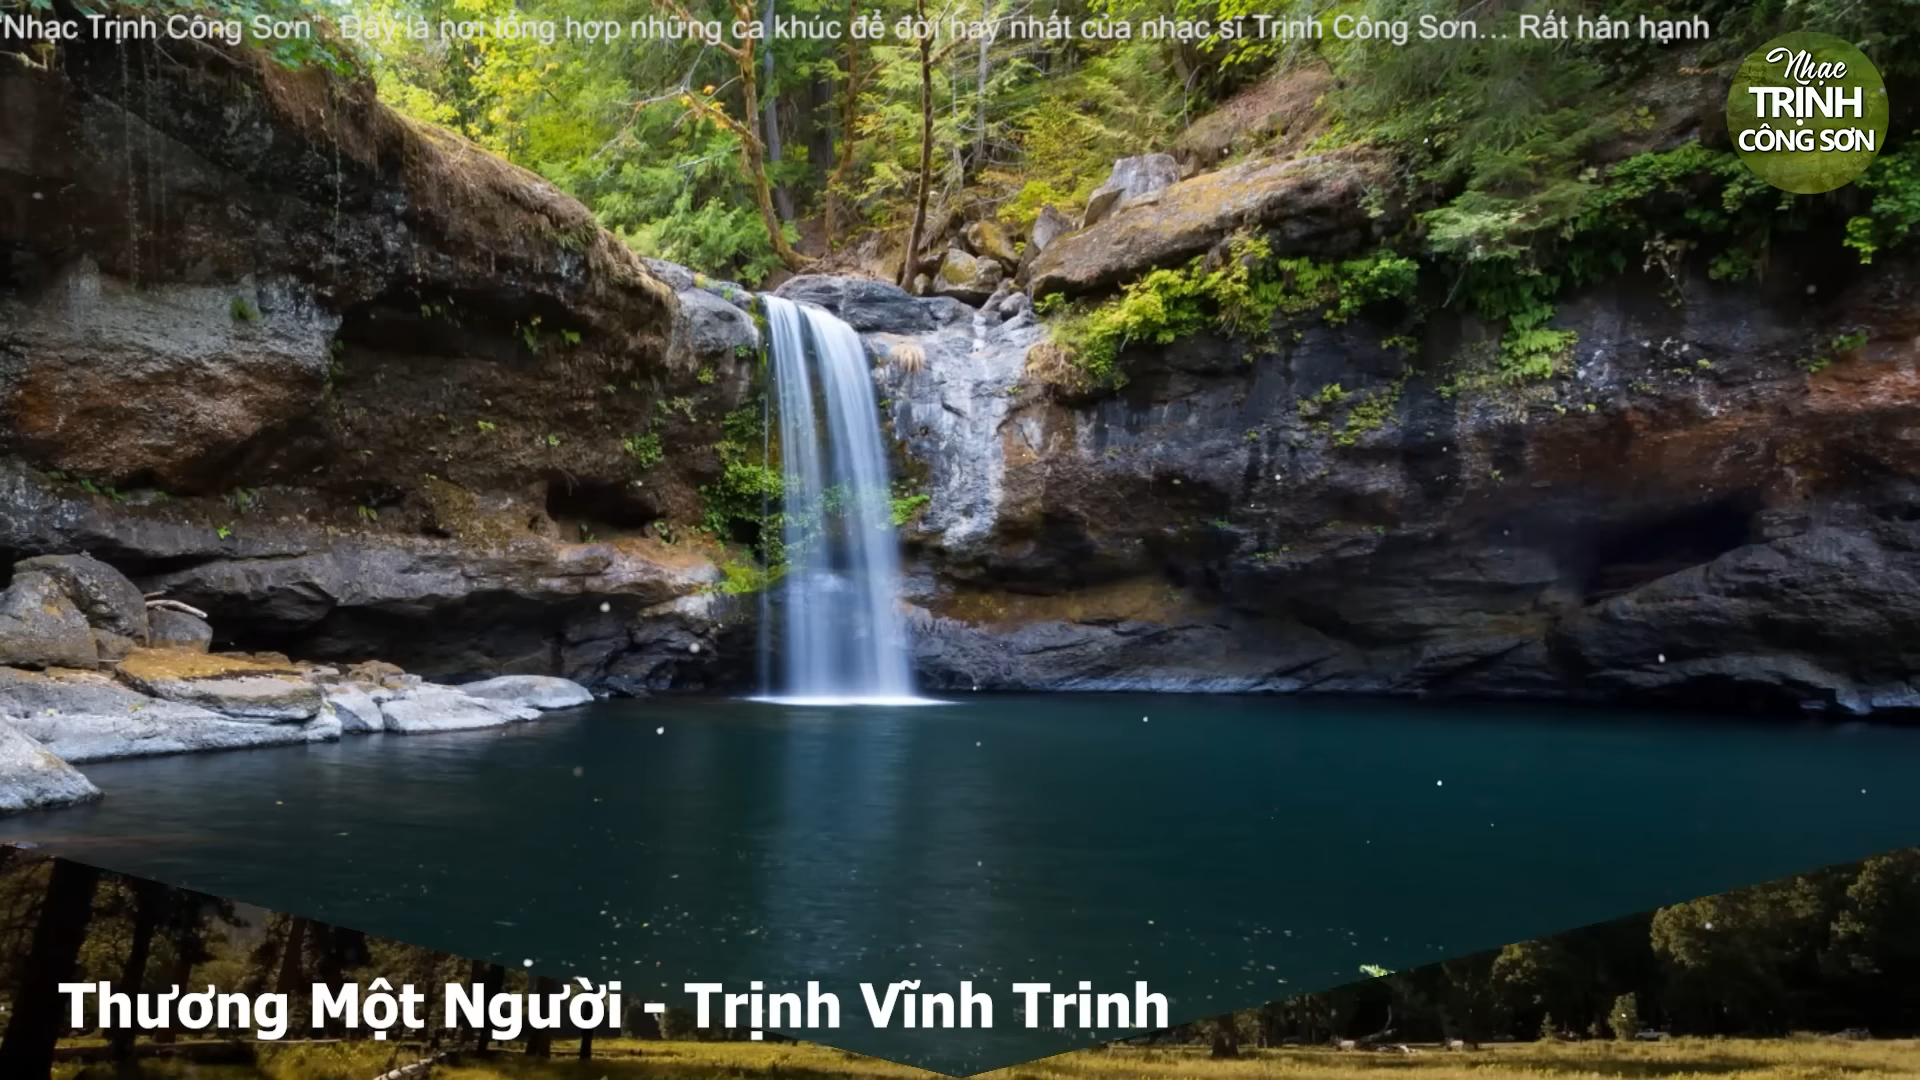 "Nhạc Trịnh Công Sơn". Đây là nơi tổng hợp những ca khúc để đời hay nhất của nhạc sĩ Trịnh Công Sơn... Rất hân hạnh
Nhạc
TRỊNH
CÔNG SƠN
Thương Một Người - Trịnh Vĩnh Trinh